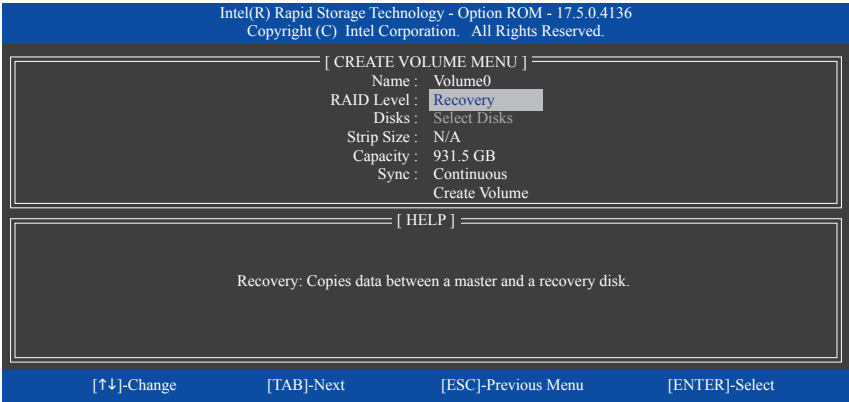 Intel(R) Rapid Storage Technology - Option ROM - 17.5.0.4136
Copyright (C) Intel Corporation. All Rights Reserved.
[ CREATE VOLUME MENU ]
Name : Volume0
RAID Level : Recovery
Disks : Select Disks
Strip Size : N/A
Capacity : 931.5 GB
Sync : Continuous
Create Volume
[ HELP ]
Recovery: Copies data between a master and a recovery disk.
[↑↓]-Change [TAB]-Next [ESC]-Previous Menu [ENTER]-Select